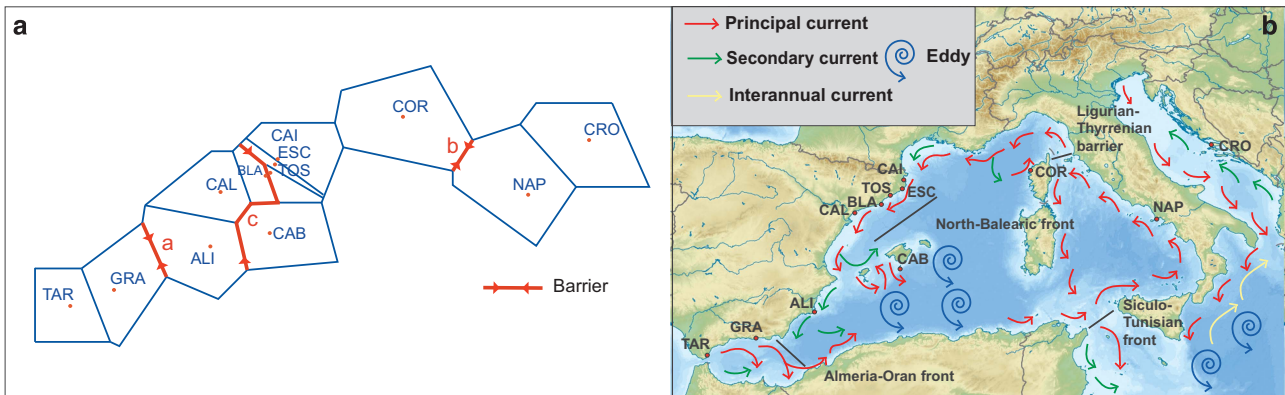 a
COR
CRO
CAI
ESC
BLA
TOS
b
CAL
NAP
c
CAB
a
ALI
GRA
TAR
Barrier
b
Principal current
Secondary current
Eddy
Interannual current
Ligurian-
Thyrrenian
barrier
CRO
CAI
COR
TOS
ESC
BLA
CAL
NAP
North-Balearic front
CAB
ALI
Siculo-
Tunisian
front
GRA
TAR
Almeria-Oran front